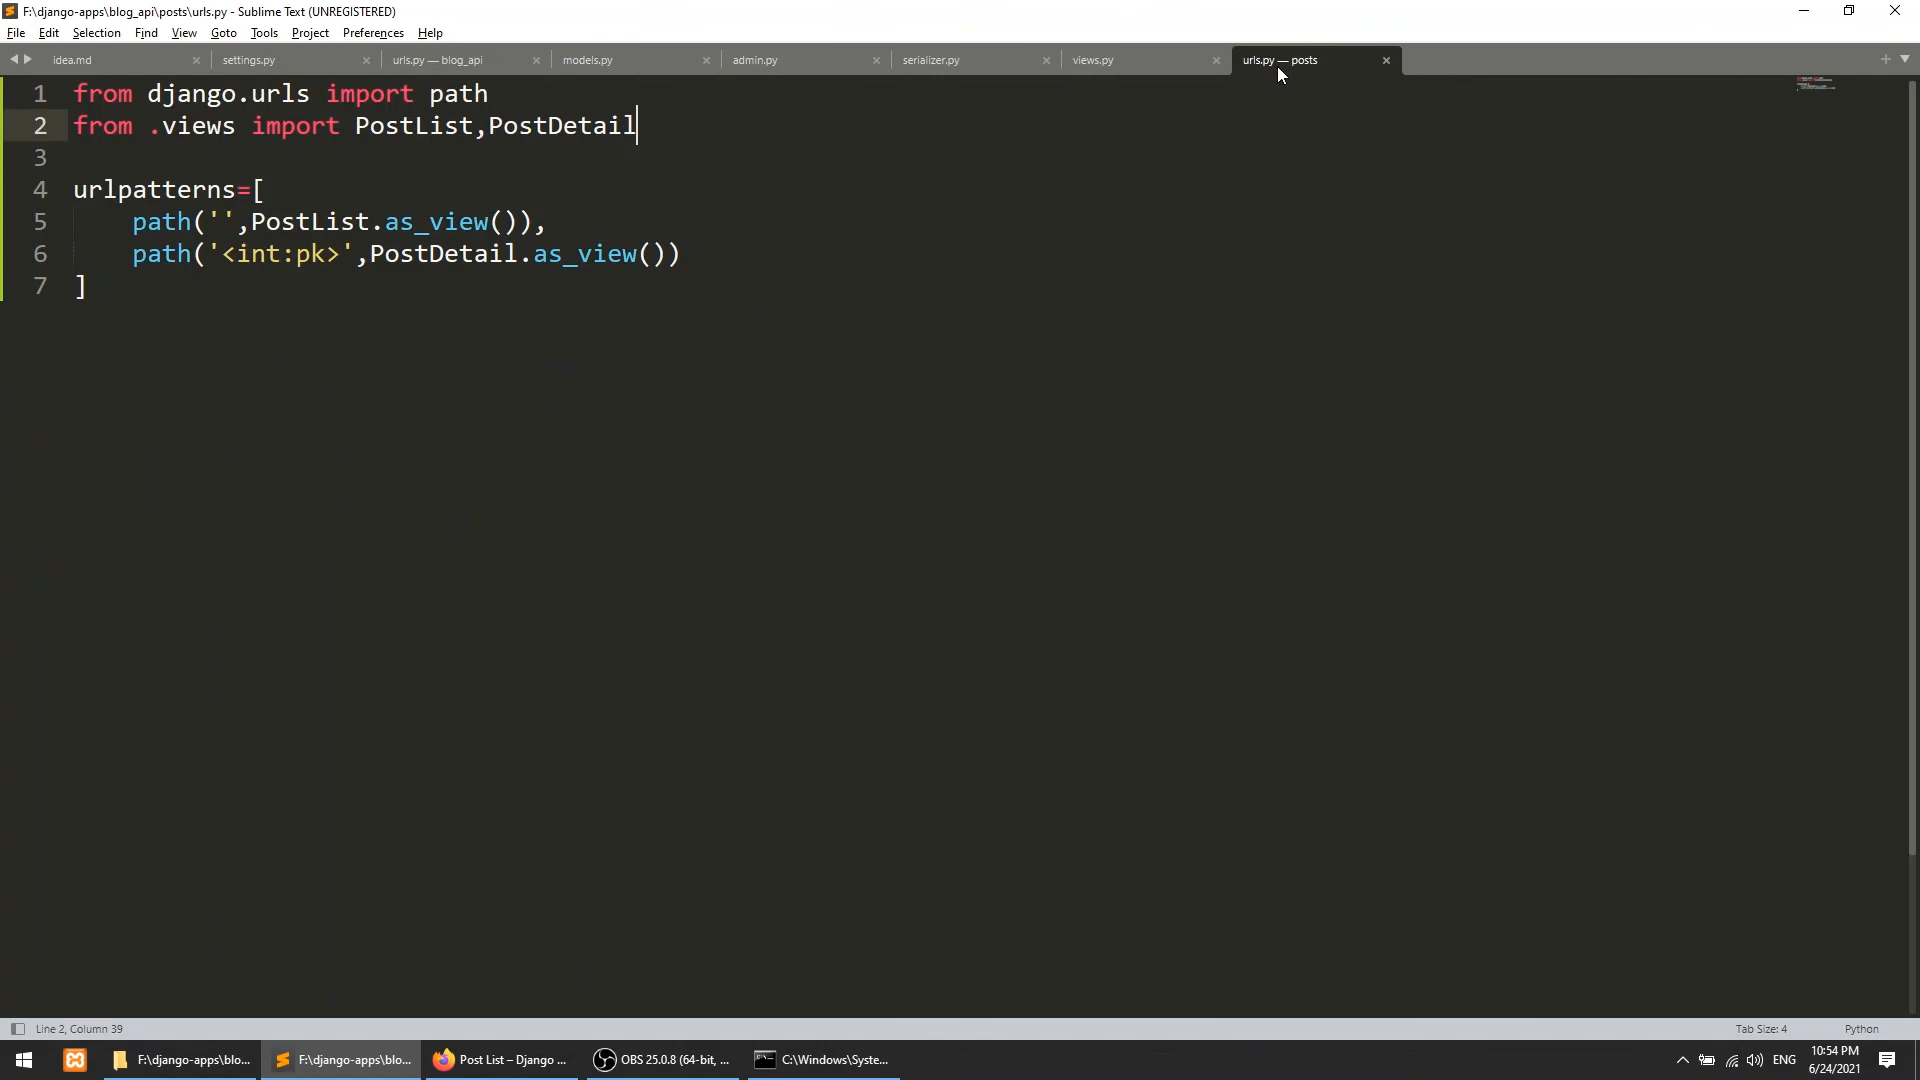 F:\django-apps\blog_api\posts\urls.py - Sublime Text (UNREGISTERED)
File Edit Selection Find View Goto Tools Project Preferences Help
idea.md settings.py urls.py — blog_api models.py admin.py serializer.py views.py urls.py — posts
1 from django.urls import path
2 from .views import PostList,PostDetail
3
4 urlpatterns=[
5 path('',PostList.as_view()),
6 path('<int:pk>',PostDetail.as_view())
7 ]
Line 2, Column 39 Tab Size: 4 Python
F:\django-apps\blo... F:\django-apps\blo... Post List – Django ... OBS 25.0.8 (64-bit, ... C:\Windows\Syste... ENG 10:54 PM
6/24/2021